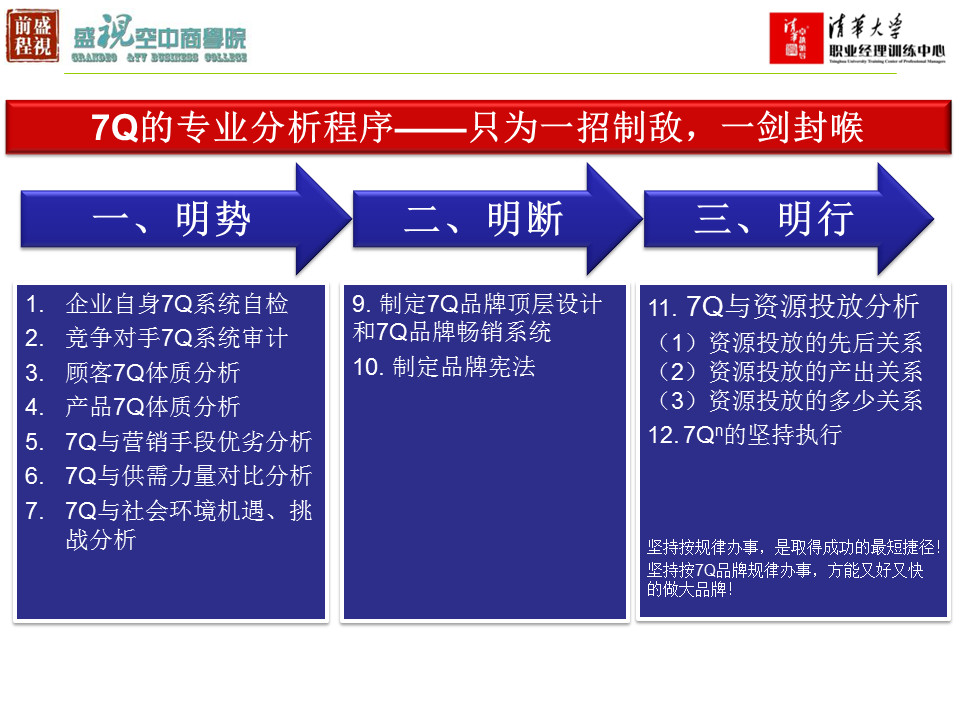 前盛
程視
盛視空中商學院
GRANDEO &TV BUSINESS COLLEGE
清华大学
职业经理训练中心
Tsinghua University Training Center of Professional Managers
7Q的专业分析程序——只为一招制敌，一剑封喉
一、明势
二、明断
三、明行
1. 企业自身7Q系统自检
2. 竞争对手7Q系统审计
3. 顾客7Q体质分析
4. 产品7Q体质分析
5. 7Q与营销手段优劣分析
6. 7Q与供需力量对比分析
7. 7Q与社会环境机遇、挑
战分析
9. 制定7Q品牌顶层设计
和7Q品牌畅销系统
10. 制定品牌宪法
11. 7Q与资源投放分析
（1）资源投放的先后关系
（2）资源投放的产出关系
（3）资源投放的多少关系
12. 7Qⁿ的坚持执行
坚持按规律办事，是取得成功的最短捷径！
坚持按7Q品牌规律办事，方能又好又快
的做大品牌！